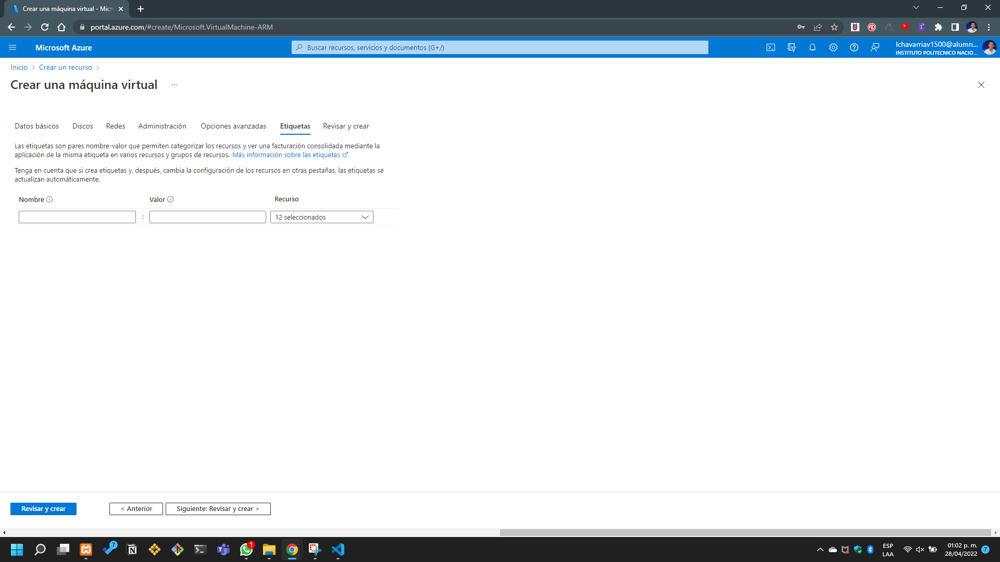 Crear una máquina virtual - Micr
portal.azure.com/#create/Microsoft.VirtualMachine-ARM
Microsoft Azure
Buscar recursos, servicios y documentos (G+/)
lchavarriav1500@alumn...
INSTITUTO POLITECNICO NACIO...
Inicio > Crear un recurso >
Crear una máquina virtual ...
Datos básicos Discos Redes Administración Opciones avanzadas Etiquetas Revisar y crear
Las etiquetas son pares nombre-valor que permiten categorizar los recursos y ver una facturación consolidada mediante la
aplicación de la misma etiqueta en varios recursos y grupos de recursos. Más información sobre las etiquetas
Tenga en cuenta que si crea etiquetas y, después, cambia la configuración de los recursos en otras pestañas, las etiquetas se
actualizan automáticamente.
Nombre Valor Recurso
: 12 seleccionados
Revisar y crear < Anterior Siguiente: Revisar y crear >
7
1
ESP
LAA
01:02 p. m.
28/04/2022
7